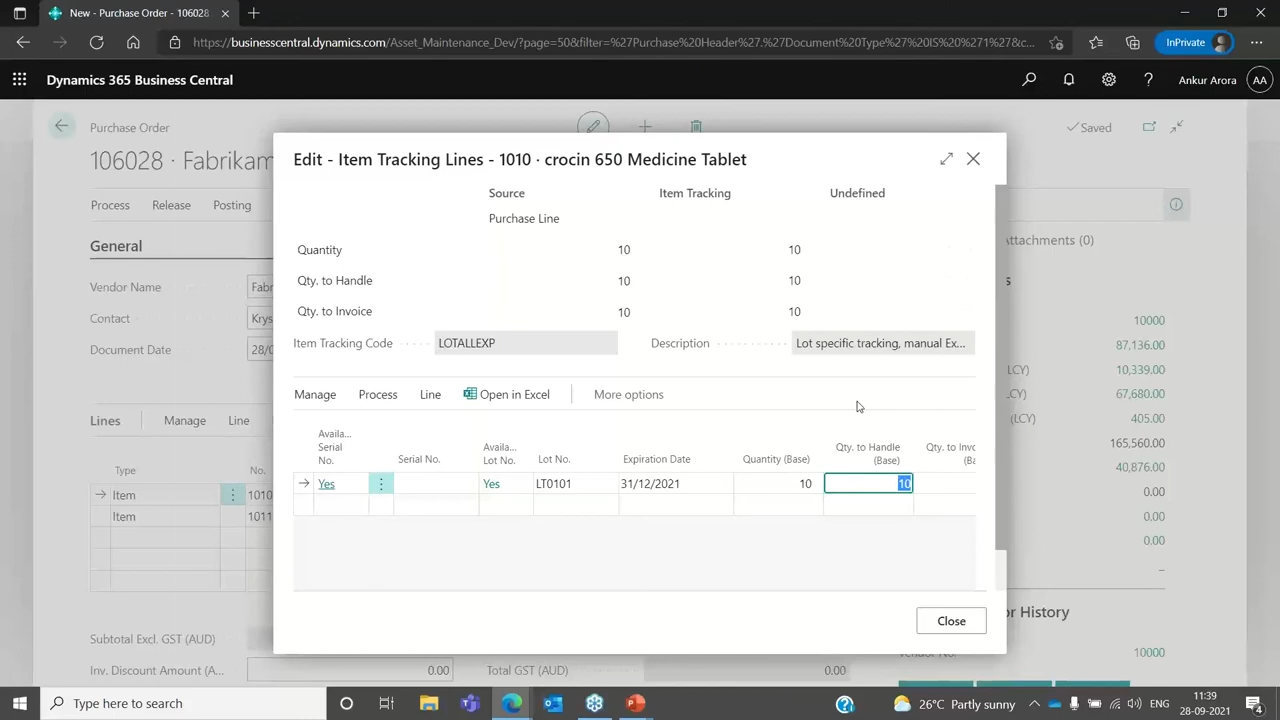 New - Purchase Order - 106028
https://businesscentral.dynamics.com/Asset_Maintenance_Dev/?page=50&filter=%27Purchase%20Header%27.%27Document%20Type%27%20IS%20%271%27&c...
InPrivate
Dynamics 365 Business Central
Ankur Arora
AA
Purchase Order
Saved
106028 · Fabrikam
Process
Release
Posting
Attachments (0)
General
Vendor Name
Fabr
Contact
Krys
Document Date
28/0
Lines
Manage
Line
Type
No.
Item
1010
Item
1011
Subtotal Excl. GST (AUD)
Inv. Discount Amount (A...
0.00
Total GST (AUD)
0.00
Edit - Item Tracking Lines - 1010 · crocin 650 Medicine Tablet
Source
Item Tracking
Undefined
Purchase Line
Quantity
10
10
Qty. to Handle
10
10
Qty. to Invoice
10
10
Item Tracking Code
LOTALLEXP
Description
Lot specific tracking, manual Ex...
Manage
Process
Line
Open in Excel
More options
Availa... Serial No.
Serial No.
Availa... Lot No.
Lot No.
Expiration Date
Quantity (Base)
Qty. to Handle (Base)
Qty. to Invo (Ba
Yes
Yes
LT0101
31/12/2021
10
10
Close
s
10000
87,136.00
LCY)
10,339.00
LCY)
67,680.00
(LCY)
405.00
165,560.00
40,876.00
0.00
0.00
0.00
or History
Vendor No.
10000
Type here to search
26°C Partly sunny
ENG
11:39
28-09-2021
4